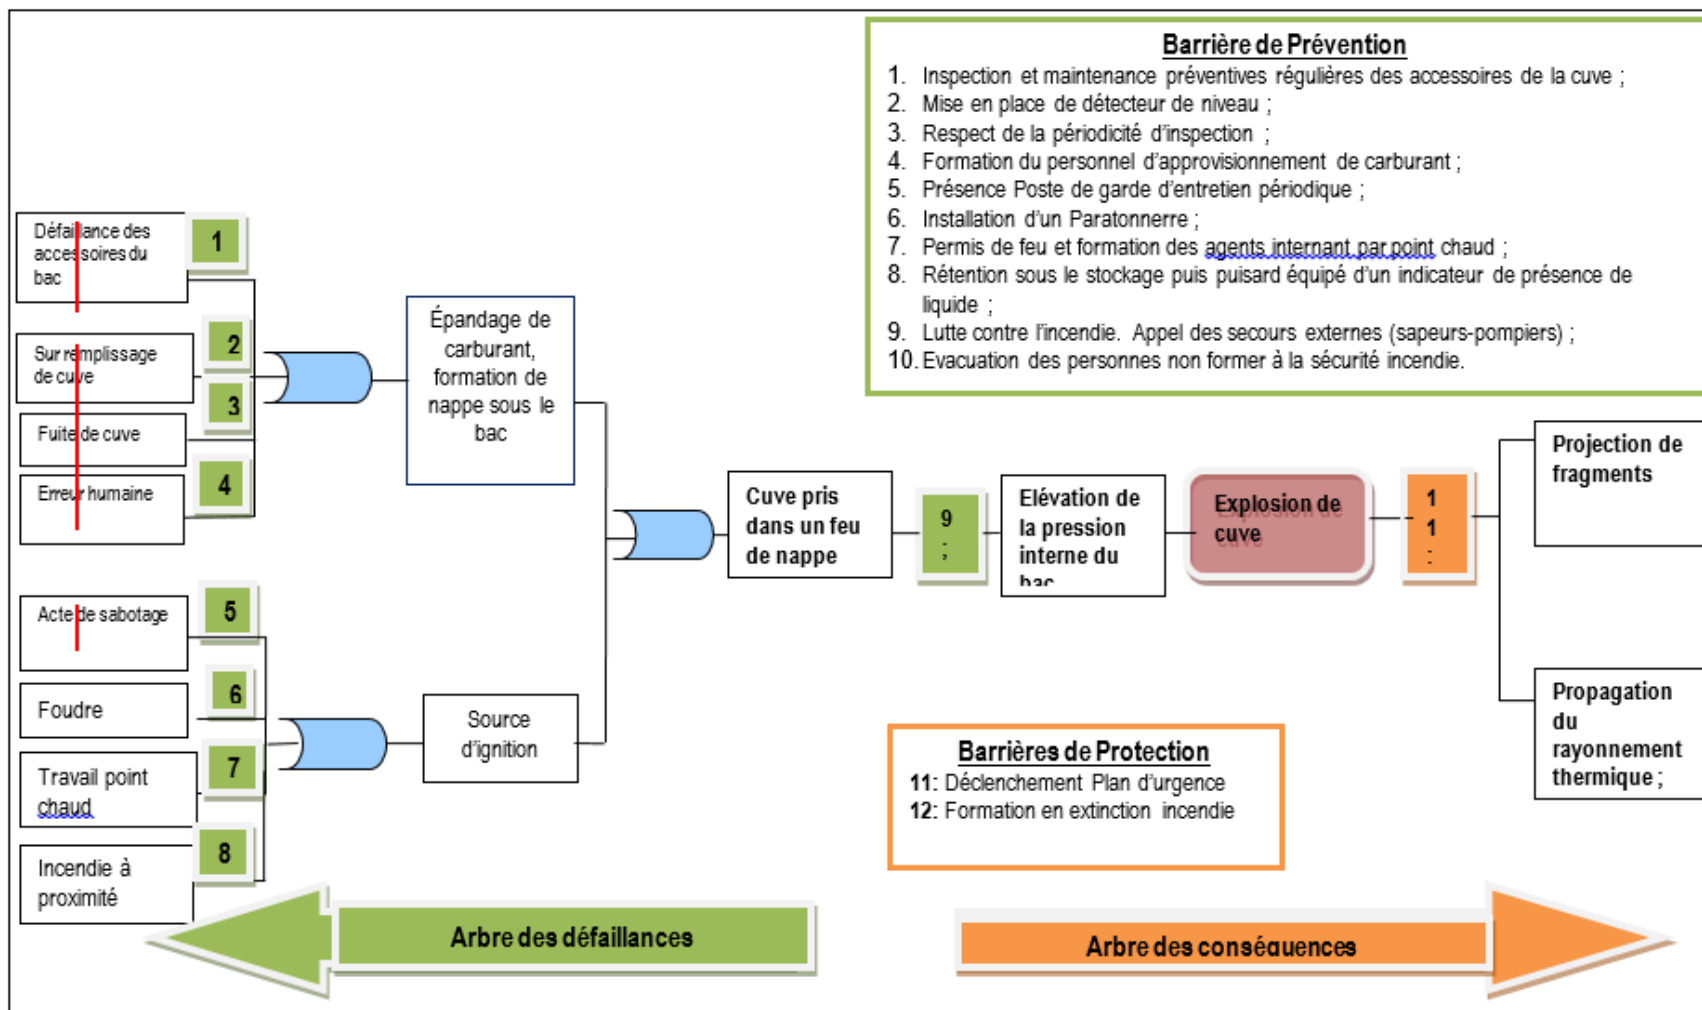 Barrière de Prévention
1. Inspection et maintenance préventives régulières des accessoires de la cuve ;
2. Mise en place de détecteur de niveau ;
3. Respect de la périodicité d'inspection ;
4. Formation du personnel d'approvisionnement de carburant ;
5. Présence Poste de garde d'entretien périodique ;
6. Installation d'un Paratonnerre ;
7. Permis de feu et formation des agents internant par point chaud ;
8. Rétention sous le stockage puis puisard équipé d'un indicateur de présence de
liquide ;
9. Lutte contre l'incendie. Appel des secours externes (sapeurs-pompiers) ;
10. Evacuation des personnes non former à la sécurité incendie.
Défaillance des
accessoires du
bac
1
Sur remplissage
de cuve
2
3
Fuite de cuve
Erreur humaine
4
Épandage de
carburant,
formation de
nappe sous le
bac
Acte de sabotage
5
Foudre
6
Travail point
chaud
7
Incendie à
proximité
8
Source
d'ignition
Cuve pris
dans un feu
de nappe
9
;
Elévation de
la pression
interne du
bac
Explosion de
cuve
1
1
:
Projection de
fragments
Propagation
du
rayonnement
thermique ;
Barrières de Protection
11: Déclenchement Plan d'urgence
12: Formation en extinction incendie
Arbre des défaillances
Arbre des conséquences